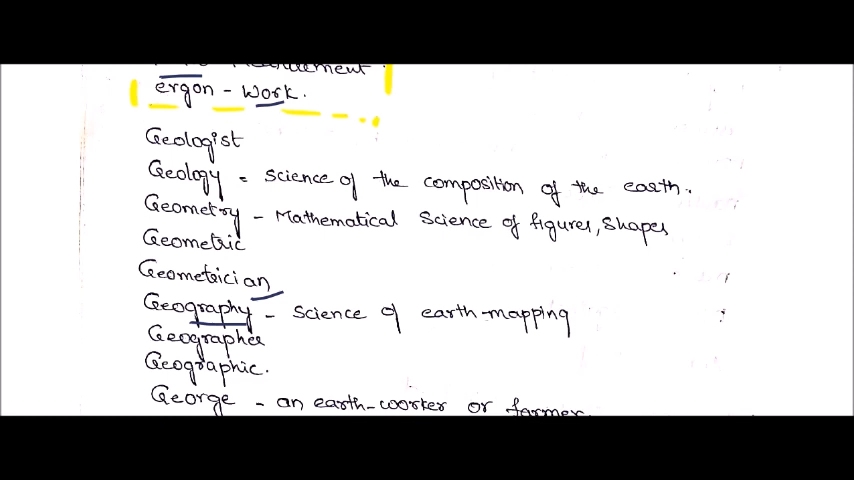 ergon - Work.
Geologist
Geology = Science of the composition of the earth.
Geometry - Mathematical Science of figures, Shapes
Geometric
Geometrician
Geography - Science of earth-mapping
Geographer
Geographic.
George - an earth-worker or farmer.